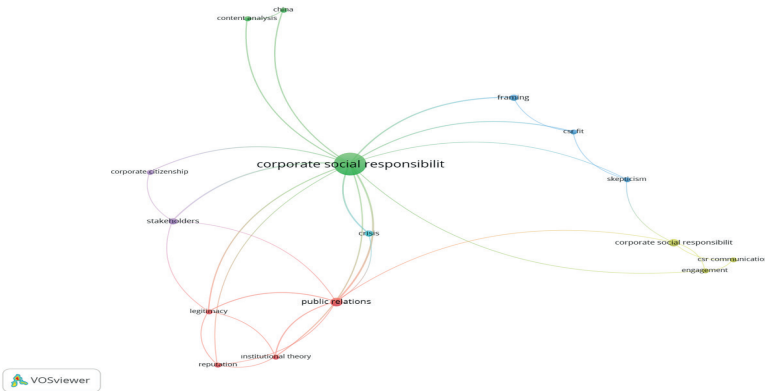 china
content analysis
framing
csr fit
corporate social responsibilit
corporate citizenship
skepticism
stakeholders
crisis
corporate social responsibilit
csr communicatio
engagement
public relations
legitimacy
institutional theory
reputation
VOSviewer